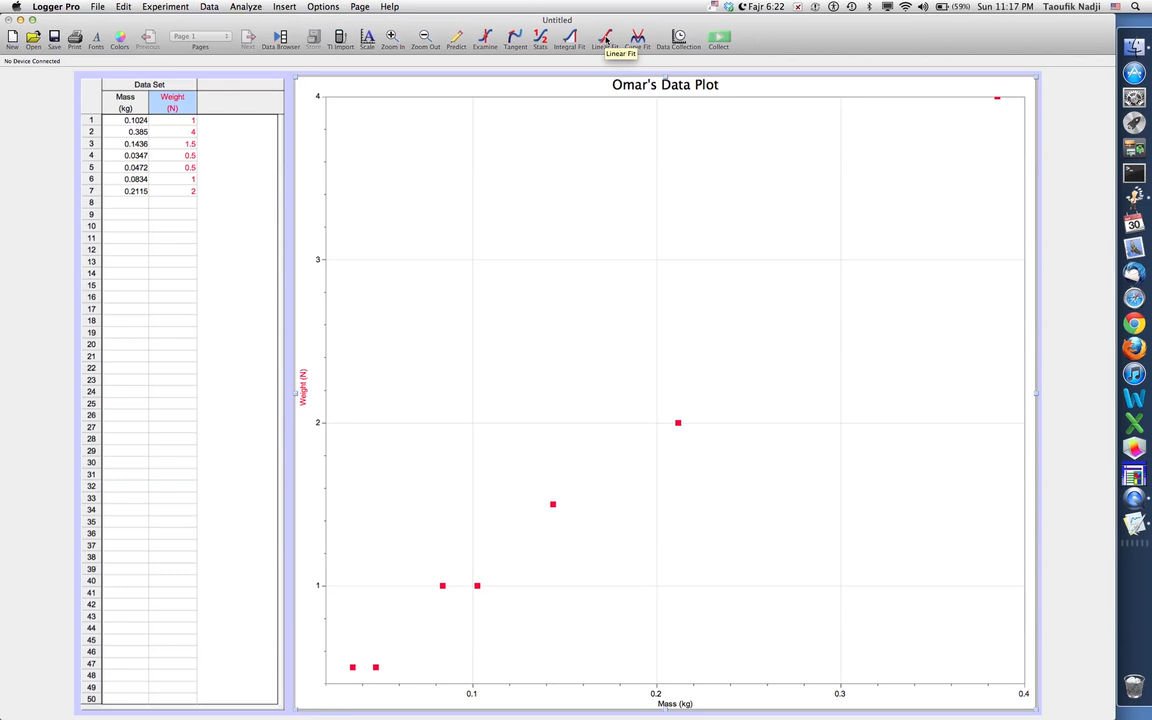 Logger Pro File Edit Experiment Data Analyze Insert Options Page Help Fajr 6:22 (59%) Sun 11:17 PM Taoufik Nadji
Untitled
Page 1
New Open Save Print Fonts Colors Previous Pages Next Data Browser Store TI Import Scale Zoom In Zoom Out Predict Examine Tangent Stats Integral Fit Linear Fit Curve Fit Data Collection Collect
Linear Fit
No Device Connected
Data Set
Mass Weight
(kg) (N)
1 0.1024 1
2 0.385 4
3 0.1436 1.5
4 0.0347 0.5
5 0.0472 0.5
6 0.0834 1
7 0.2115 2
8
9
10
11
12
13
14
15
16
17
18
19
20
21
22
23
24
25
26
27
28
29
30
31
32
33
34
35
36
37
38
39
40
41
42
43
44
45
46
47
48
49
50
Omar's Data Plot
4
3
2
1
Weight (N)
0.1 0.2 0.3 0.4
Mass (kg)
30